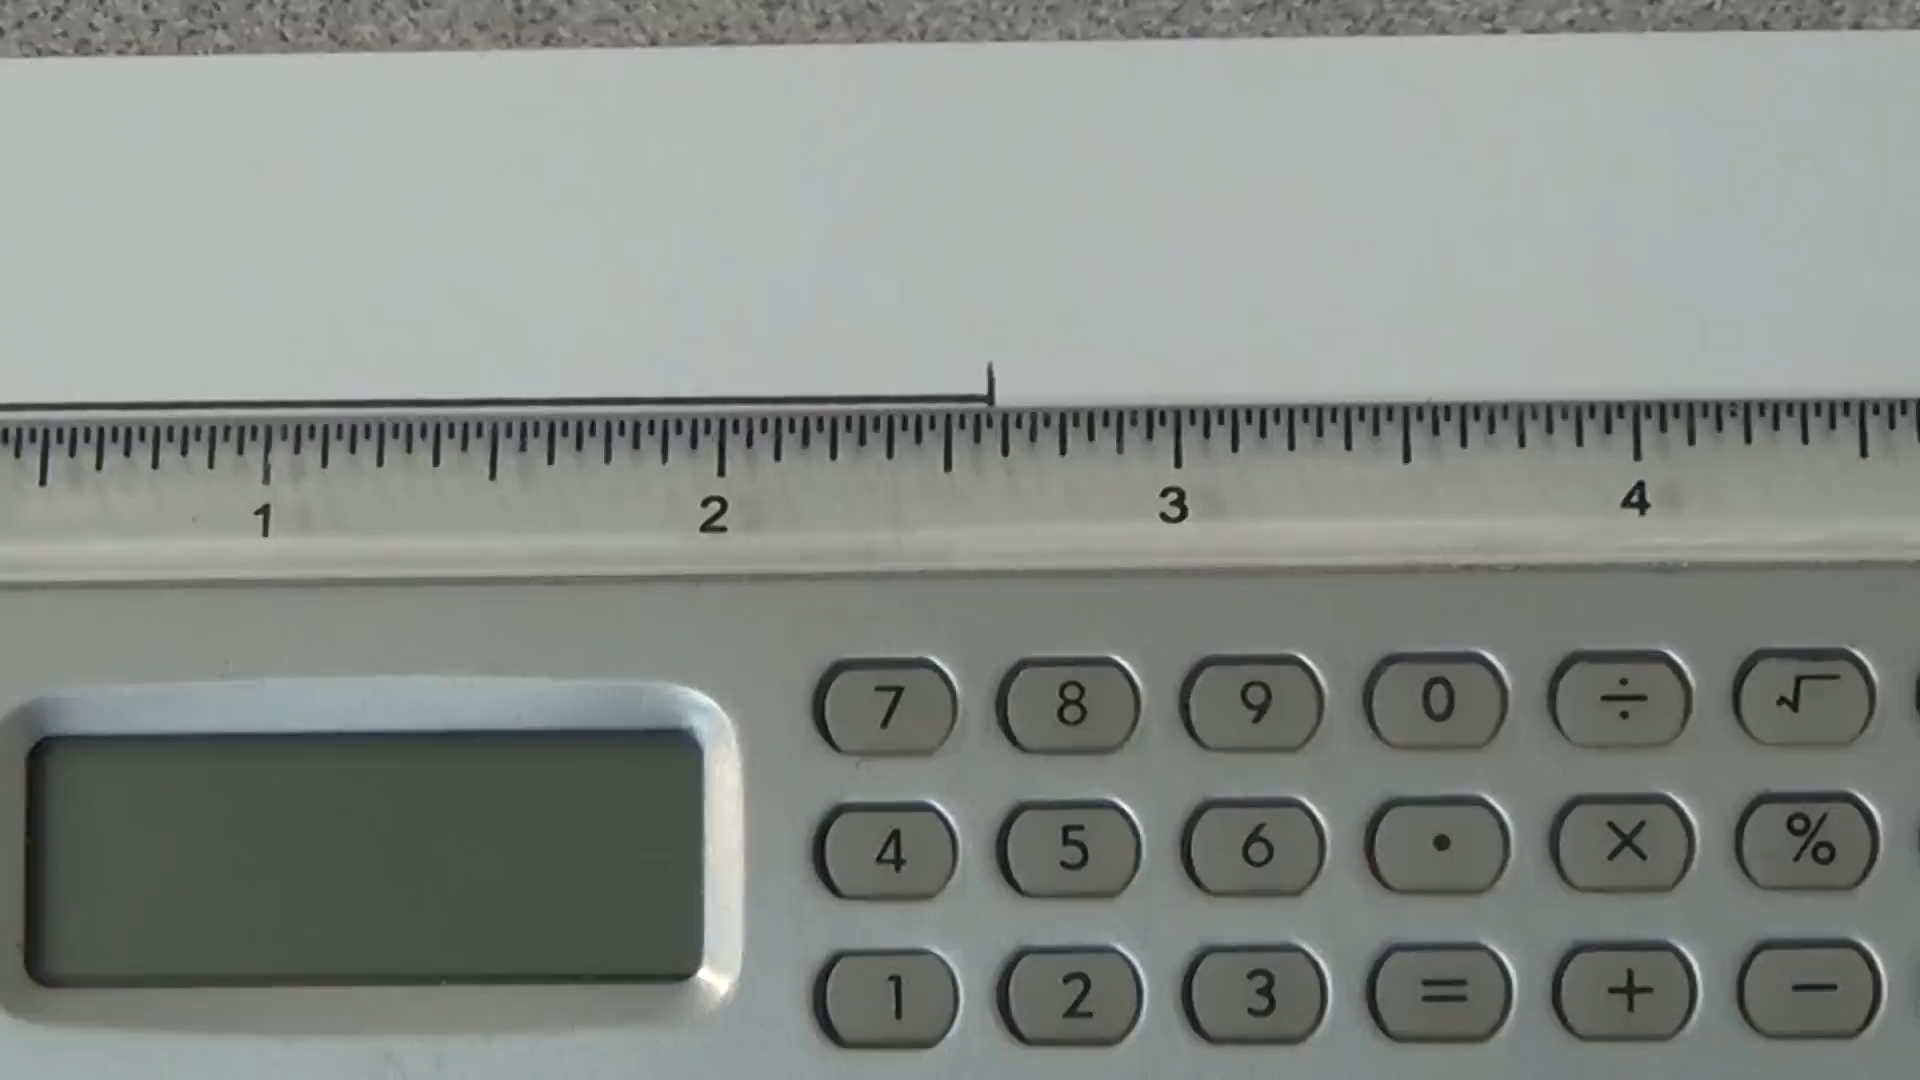 1 2 3 4
7 8 9 0 ÷ √
4 5 6 • × %
1 2 3 = + −